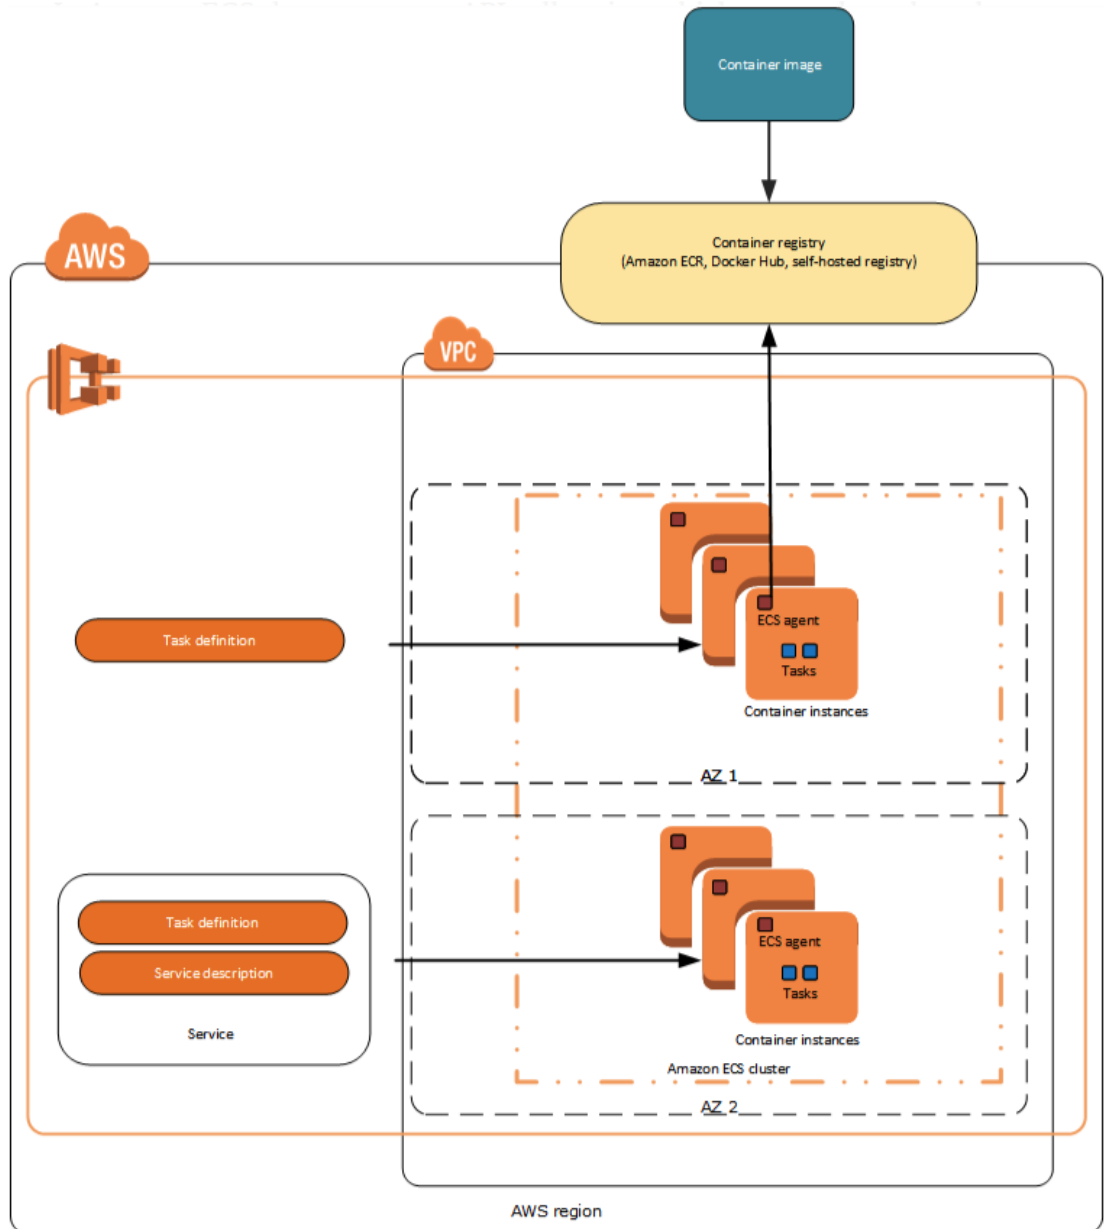 Container image
Container registry
(Amazon ECR, Docker Hub, self-hosted registry)
AWS
VPC
ECS agent
Tasks
Container instances
Task definition
AZ 1
Task definition
Service description
Service
ECS agent
Tasks
Container instances
Amazon ECS cluster
AZ 2
AWS region